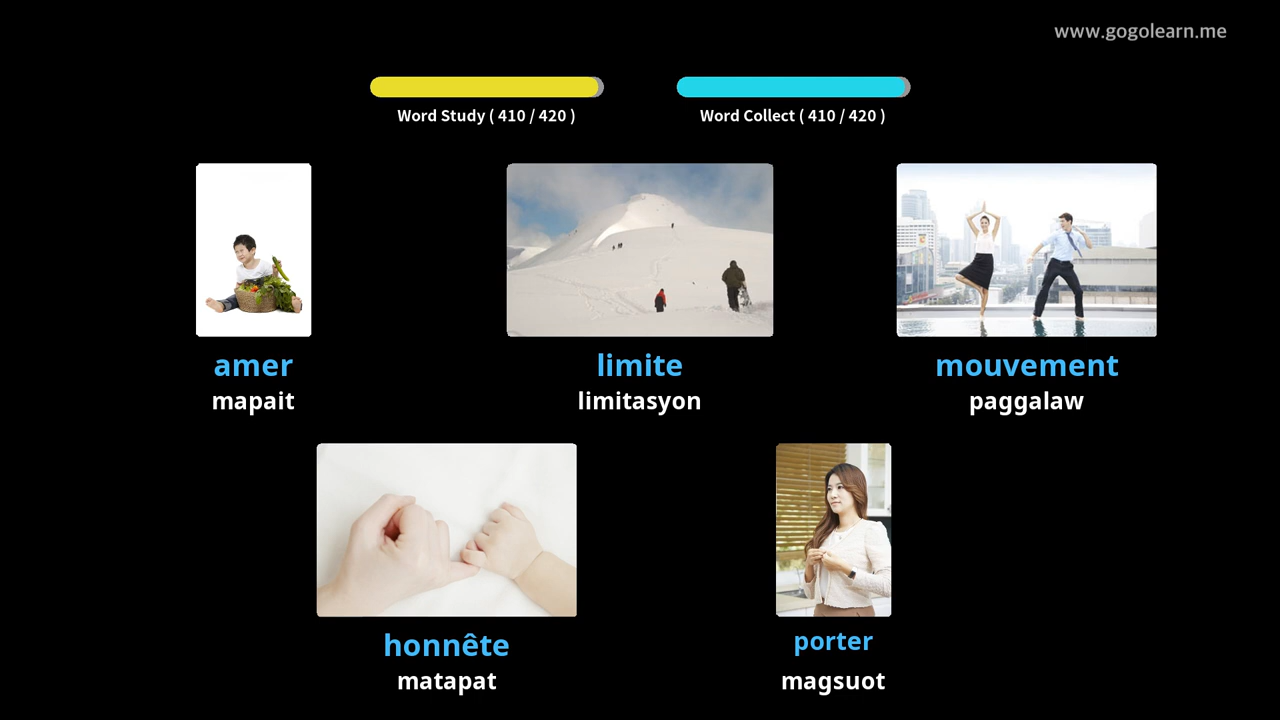 www.gogolearn.me
Word Study ( 410 / 420 )
Word Collect ( 410 / 420 )
amer
mapait
limite
limitasyon
mouvement
paggalaw
honnête
matapat
porter
magsuot